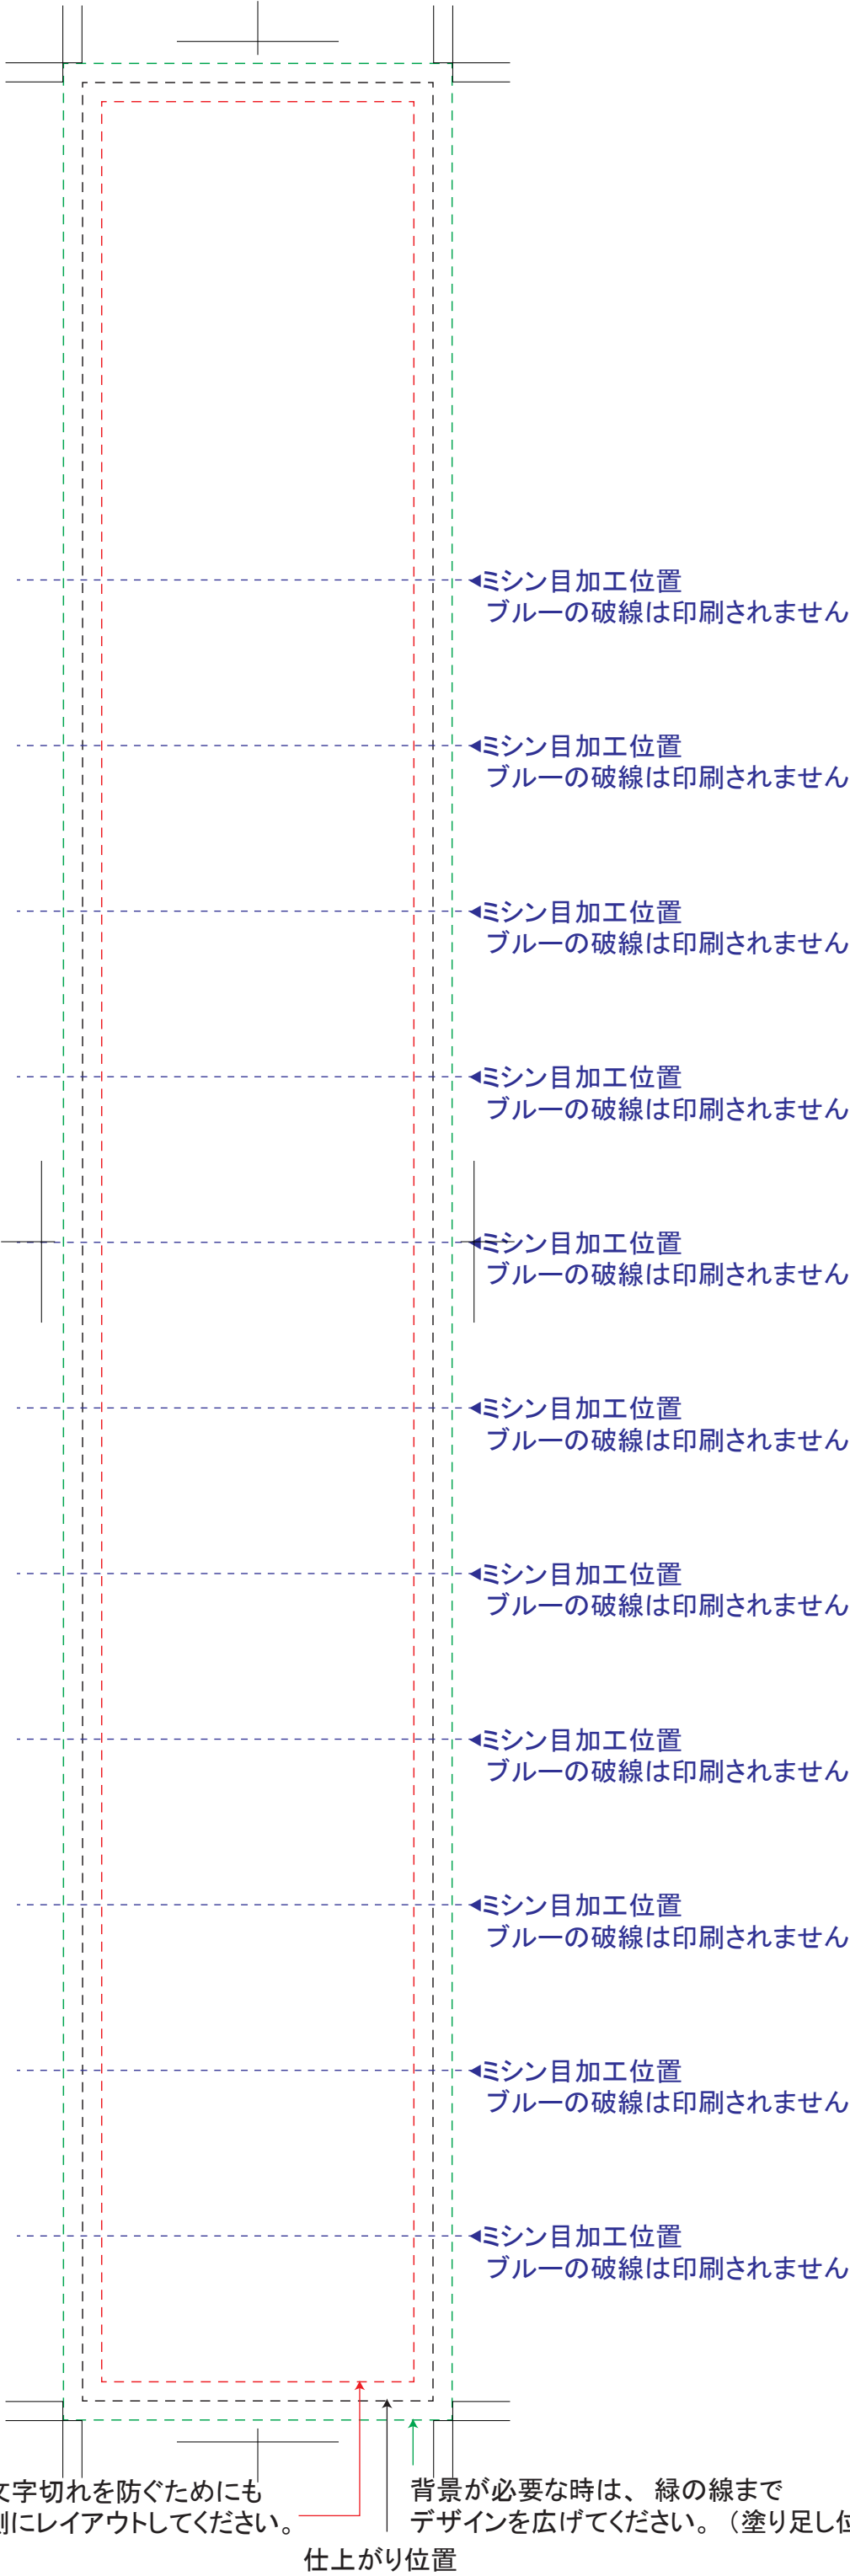 ◀ミシン目加工位置
ブルーの破線は印刷されません
◀ミシン目加工位置
ブルーの破線は印刷されません
◀ミシン目加工位置
ブルーの破線は印刷されません
◀ミシン目加工位置
ブルーの破線は印刷されません
◀ミシン目加工位置
ブルーの破線は印刷されません
◀ミシン目加工位置
ブルーの破線は印刷されません
◀ミシン目加工位置
ブルーの破線は印刷されません
◀ミシン目加工位置
ブルーの破線は印刷されません
◀ミシン目加工位置
ブルーの破線は印刷されません
◀ミシン目加工位置
ブルーの破線は印刷されません
◀ミシン目加工位置
ブルーの破線は印刷されません
文字切れを防ぐためにも
側にレイアウトしてください。
背景が必要な時は、緑の線まで
デザインを広げてください。（塗り足し位
仕上がり位置